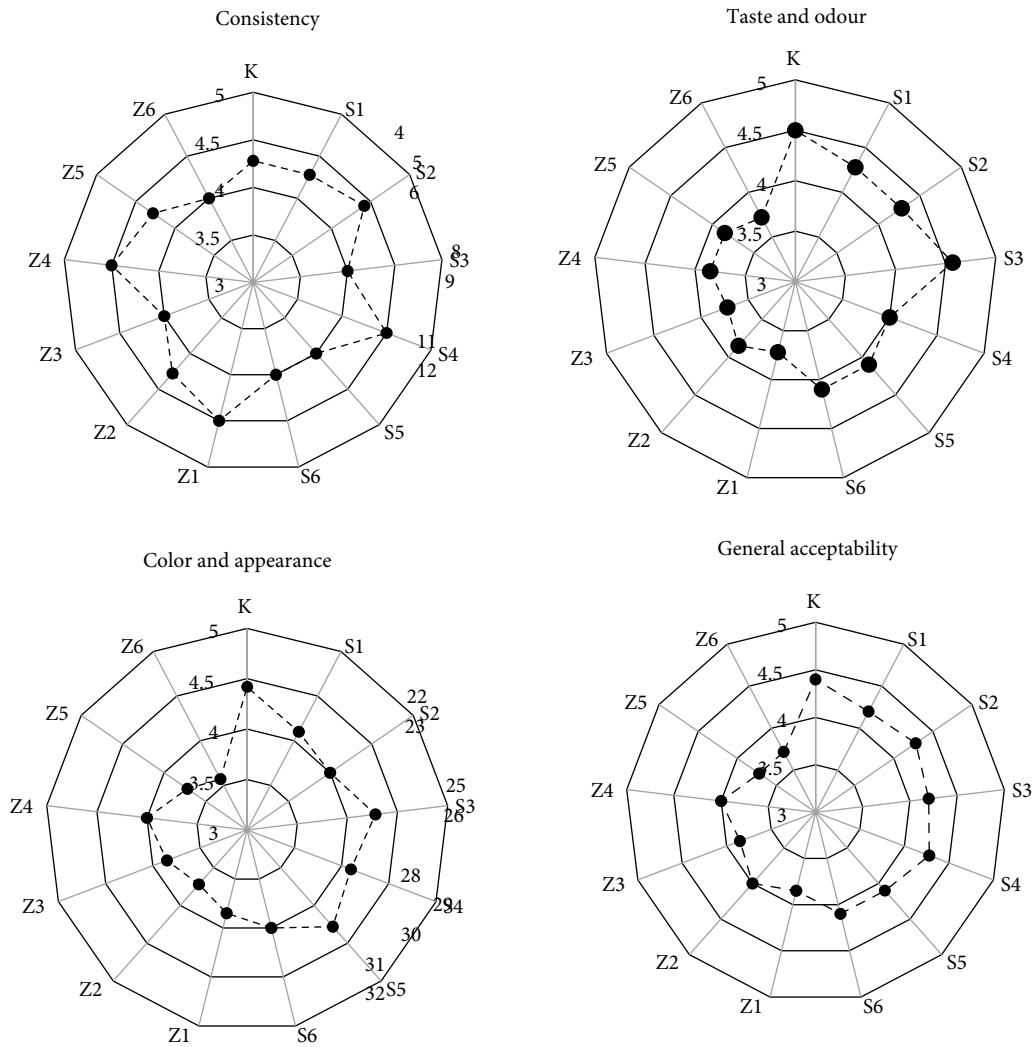 Consistency
K
5
Z6
S1
4
4.5
5
Z5
S2
4
6
3.5
Z4
8
S3
3
9
11
Z3
S4
12
Z2
S5
Z1
S6
Taste and odour
K
5
Z6
S1
4.5
Z5
S2
4
3.5
Z4
S3
3
Z3
S4
Z2
S5
Z1
S6
Color and appearance
K
5
Z6
S1
4.5
22
Z5
S2
23
4
3.5
25
Z4
S3
26
3
28
Z3
29
S4
30
31
Z2
32
S5
Z1
S6
General acceptability
K
5
Z6
S1
4.5
Z5
S2
4
3.5
Z4
S3
3
Z3
S4
Z2
S5
Z1
S6